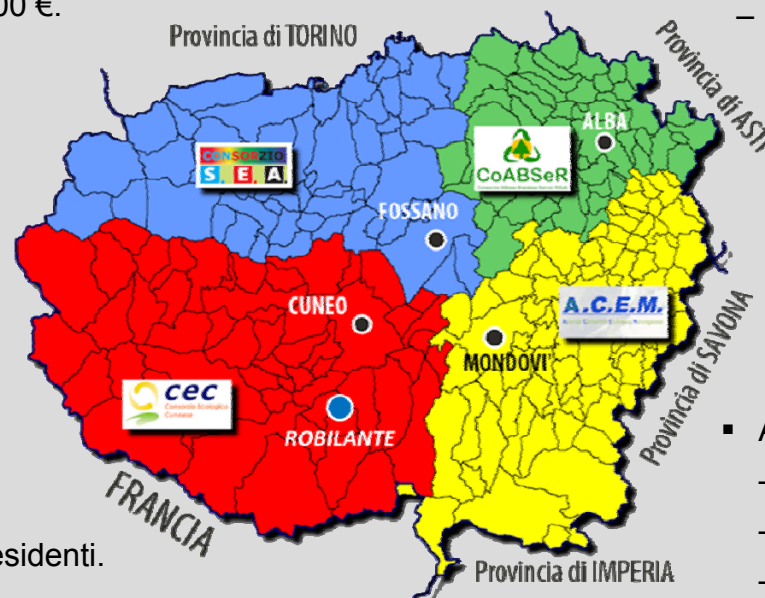 00 €.
Provincia di TORINO
Provincia di ASTI
CONSORZIO
S. E. A.
ALBA
CoABSeR
FOSSANO
CUNEO
A.C.E.M.
MONDOVI'
Provincia di SAVONA
cec
Consorzio Ecologico
Cuneese
ROBILANTE
FRANCIA
esidenti.
Provincia di IMPERIA